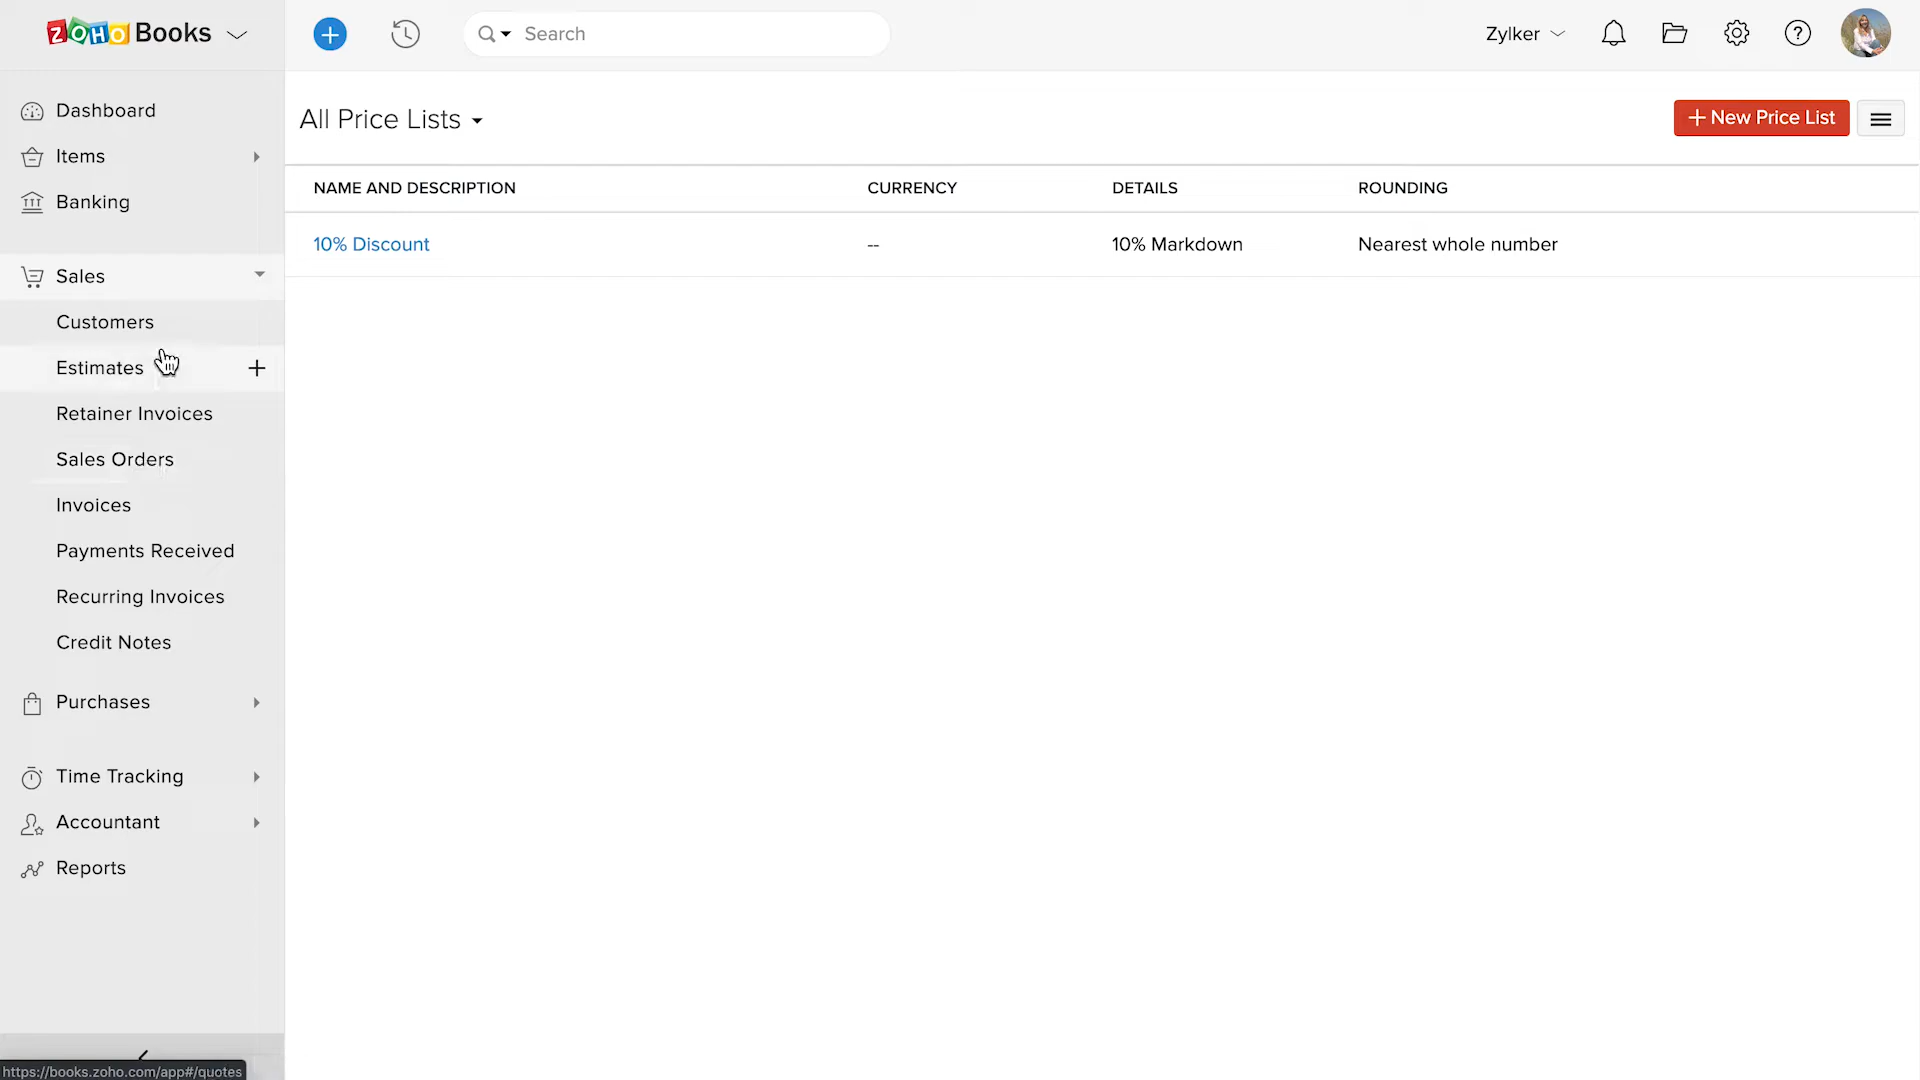 ZOHO Books
Search
Zylker
Dashboard
Items
Banking
Sales
Customers
Estimates
Retainer Invoices
Sales Orders
Invoices
Payments Received
Recurring Invoices
Credit Notes
Purchases
Time Tracking
Accountant
Reports
https://books.zoho.com/app#/quotes
All Price Lists
+ New Price List
NAME AND DESCRIPTION CURRENCY DETAILS ROUNDING
10% Discount -- 10% Markdown Nearest whole number